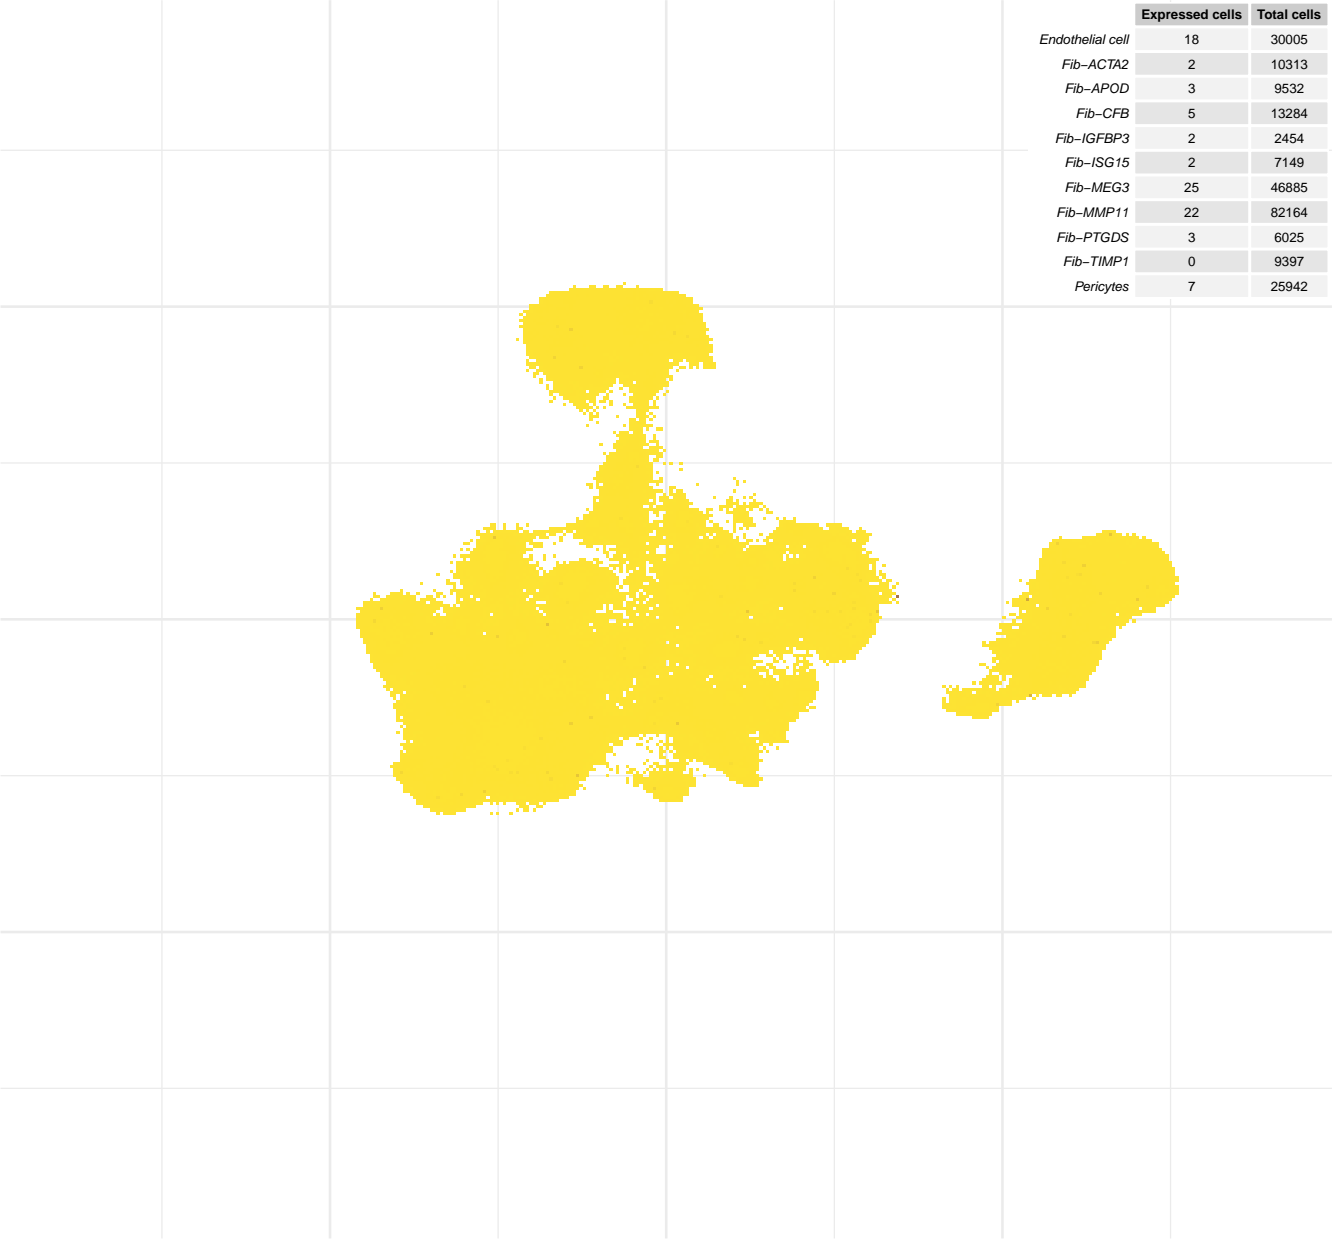 Expressed cells Total cells
Endothelial cell 18 30005
Fib−ACTA2 2 10313
Fib−APOD 3 9532
Fib−CFB 5 13284
Fib−IGFBP3 2 2454
Fib−ISG15 2 7149
Fib−MEG3 25 46885
Fib−MMP11 22 82164
Fib−PTGDS 3 6025
Fib−TIMP1 0 9397
Pericytes 7 25942